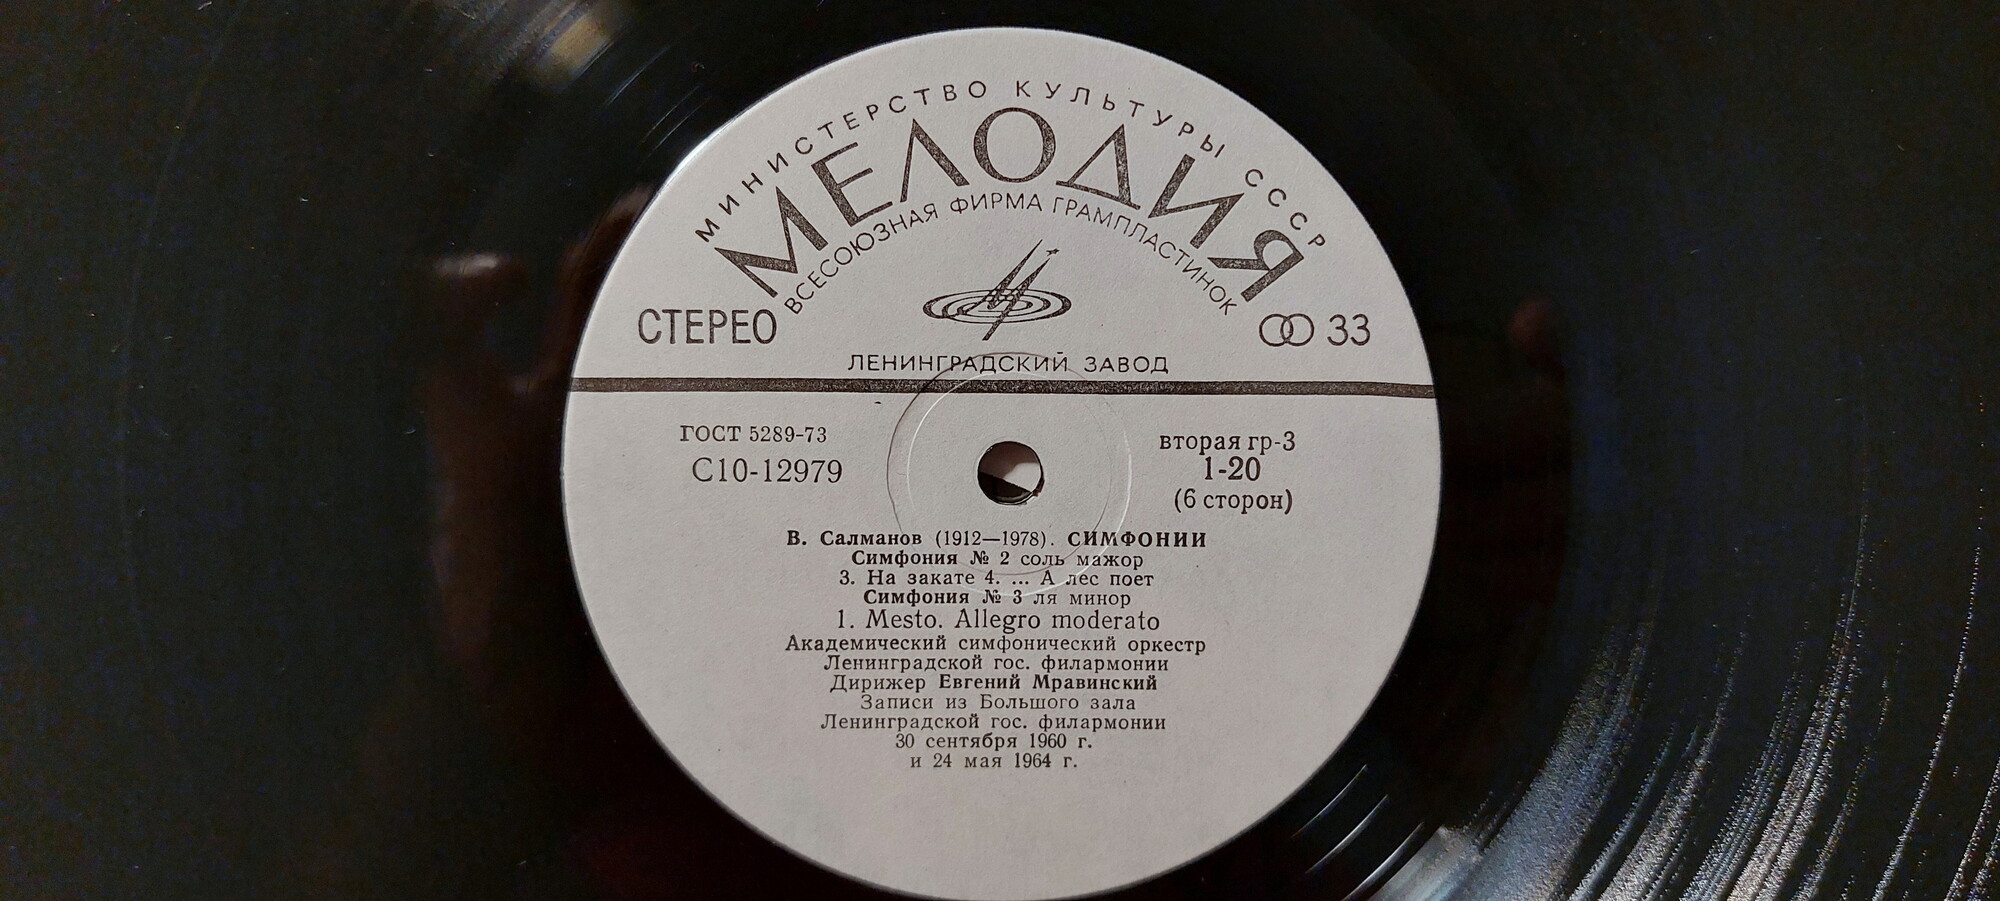 МИНИСТЕРСТВО КУЛЬТУРЫ СССР
МЕЛОДИЯ
ВСЕСОЮЗНАЯ ФИРМА ГРАМПЛАСТИНОК
СТЕРЕО
33
ЛЕНИНГРАДСКИЙ ЗАВОД
ГОСТ 5289-73
С10-12979
вторая гр-3
1-20
(6 сторон)
В. Салманов (1912—1978). СИМФОНИИ
Симфония № 2 соль мажор
3. На закате 4. ... А лес поет
Симфония № 3 ля минор
1. Mesto. Allegro moderato
Академический симфонический оркестр
Ленинградской гос. филармонии
Дирижер Евгений Мравинский
Записи из Большого зала
Ленинградской гос. филармонии
30 сентября 1960 г.
и 24 мая 1964 г.